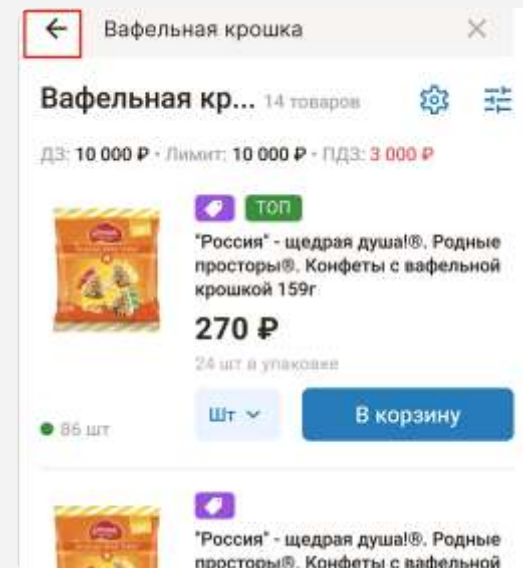 Вафельная крошка
Вафельная кр... 14 товаров
ДЗ: 10 000 ₽ · Лимит: 10 000 ₽ · ПДЗ: 3 000 ₽
ТОП
"Россия" - щедрая душа!®. Родные
просторы®. Конфеты с вафельной
крошкой 159г
270 ₽
24 шт в упаковке
86 шт
Шт
В корзину
"Россия" - щедрая душа!®. Родные
просторы®. Конфеты с вафельной